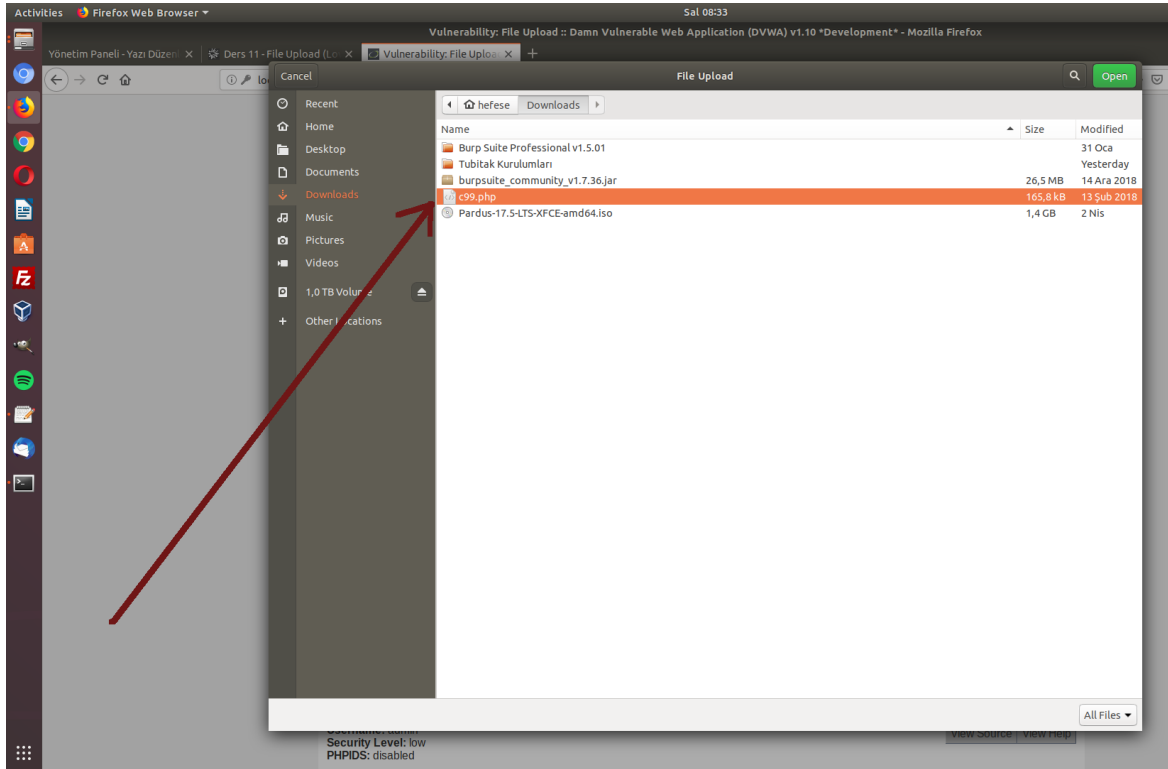 Activities Firefox Web Browser Sal 08:33
Vulnerability: File Upload :: Damn Vulnerable Web Application (DVWA) v1.10 *Development* - Mozilla Firefox
Yönetim Paneli - Yazı Düzen Ders 11 - File Upload (Lo Vulnerability: File Uploa
lo
Cancel File Upload Open
Recent
Home
Desktop
Documents
Downloads
Music
Pictures
Videos
1,0 TB Volume
Other Locations
hefese Downloads
Name Size Modified
Burp Suite Professional v1.5.01 31 Oca
Tubitak Kurulumları Yesterday
burpsuite_community_v1.7.36.jar 26,5 MB 14 Ara 2018
c99.php 165,8 kB 13 Şub 2018
Pardus-17.5-LTS-XFCE-amd64.iso 1,4 GB 2 Nis
All Files
Username: admin
Security Level: low
PHPIDS: disabled
View Source View Help